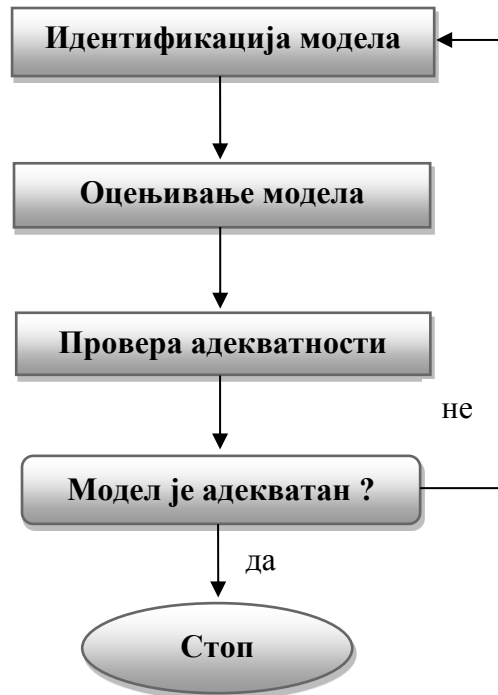 Идентификација модела
Оцењивање модела
Провера адекватности
не
Модел је адекватан ?
да
Стоп